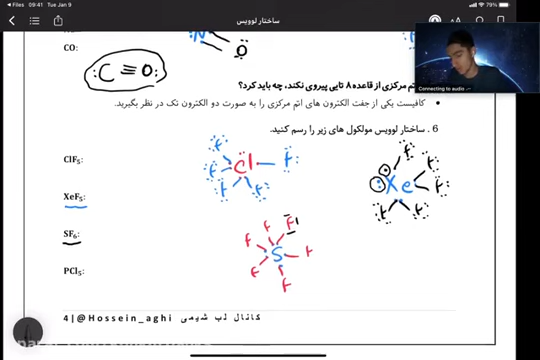 Files
09:41 Tue Jan 9
79%
ساختار لوویس
AA
CO:
:C≡O:
N
O
Connecting to audio
اتم مرکزی از قاعده ۸ تایی پیروی نکند، چه باید کرد؟
کافیست یکی از جفت الکترون های اتم مرکزی را به صورت دو الکترون تک در نظر بگیرید.
6 . ساختار لوویس مولکول های زیر را رسم کنید.
ClF₅:
Cl F F F F F
XeF₅:
Xe F F F F F
SF₆:
S F F F F F F
PCl₅:
4 | @Hossein_aghi کانال لب شیمی